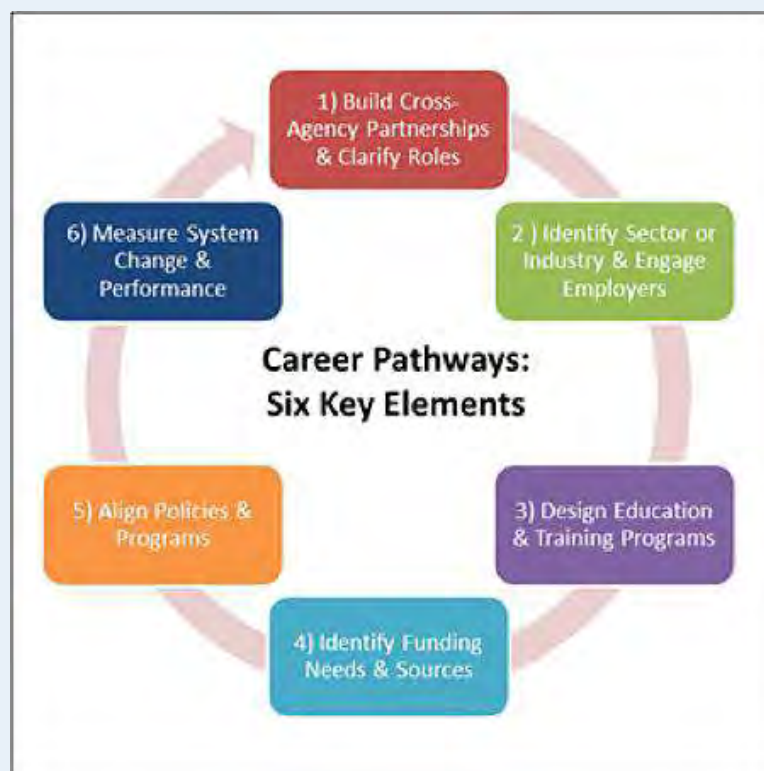 1) Build Cross-
Agency Partnerships
& Clarify Roles
2 ) Identify Sector or
Industry & Engage
Employers
3) Design Education
& Training Programs
4) Identify Funding
Needs & Sources
5) Align Policies &
Programs
6) Measure System
Change &
Performance
Career Pathways:
Six Key Elements